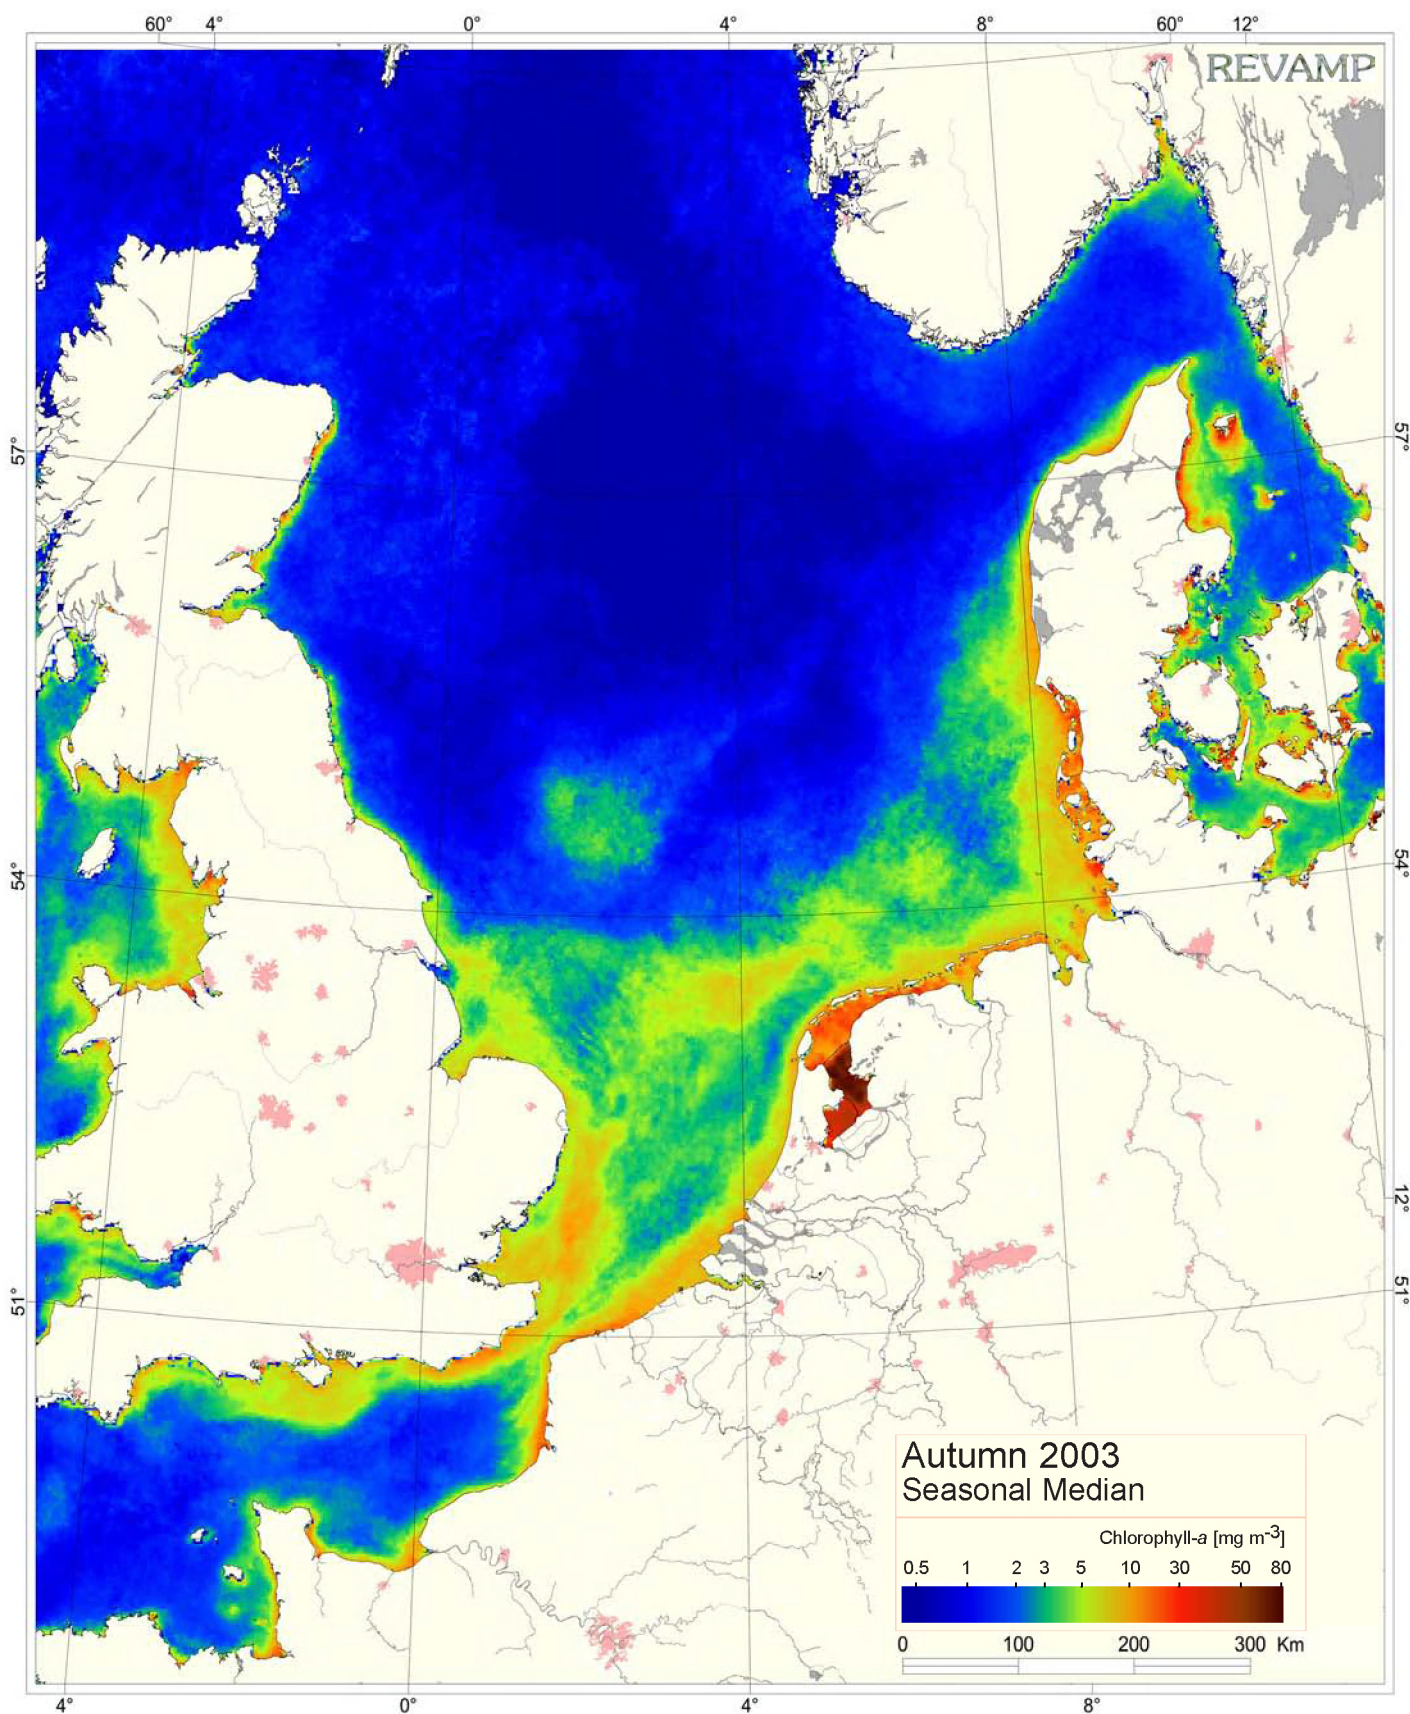 60° 4° 0° 4° 8° 60° 12°
REVAMP
57° 57°
54° 54°
12°
51° 51°
Autumn 2003
Seasonal Median
Chlorophyll-a [mg m-3]
0.5 1 2 3 5 10 30 50 80
0 100 200 300 Km
4° 0° 4° 8°